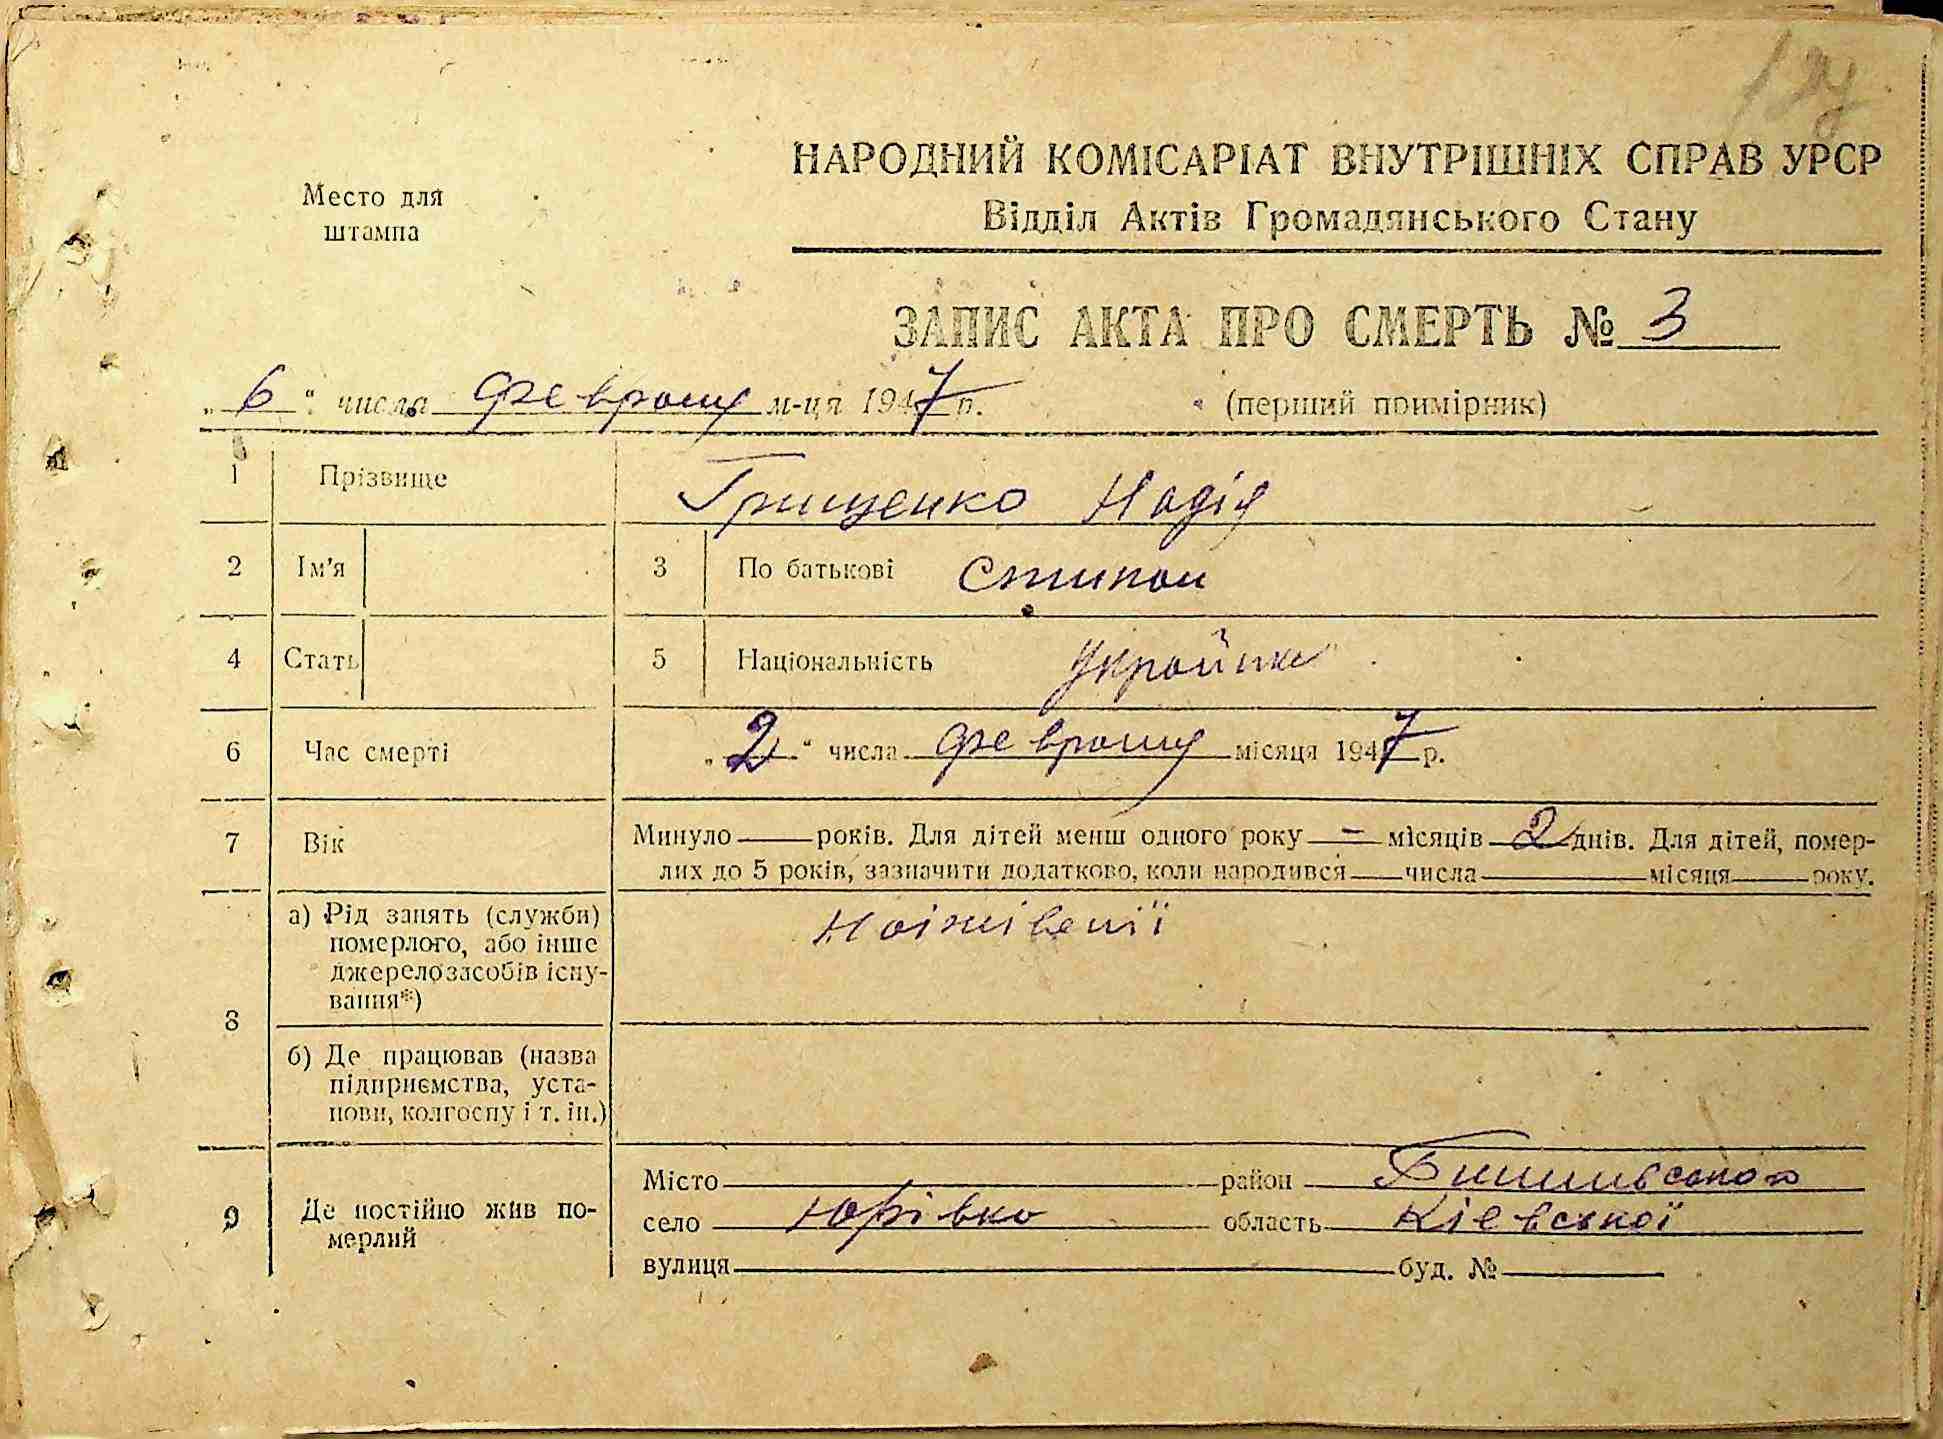 Место для
штампа
НАРОДНИЙ КОМІСАРІАТ ВНУТРІШНІХ СПРАВ УРСР
Відділ Актів Громадянського Стану
ЗАПИС АКТА ПРО СМЕРТЬ № 3
„6“ числа февраля м-ця 1947 р. (перший примірник)
1 Прізвище Грищенко Надія
2 Ім'я 3 По батькові
4 Стать 5 Національність Українка
6 Час смерті „2“ числа февраля місяця 1947 р.
7 Вік Минуло — років. Для дітей менш одного року — місяців 2 днів. Для дітей, помер-
лих до 5 років, зазначити додатково, коли народився числа місяця року.
8 а) Рід занять (служби)
померлого, або інше
джерело засобів існу-
вання*)
б) Де працював (назва
підприємства, уста-
нови, колгоспу і т. ін.)
9 Де постійно жив по-
мерлий
Місто район
село Юрівка область Кіевської
вулиця буд. №